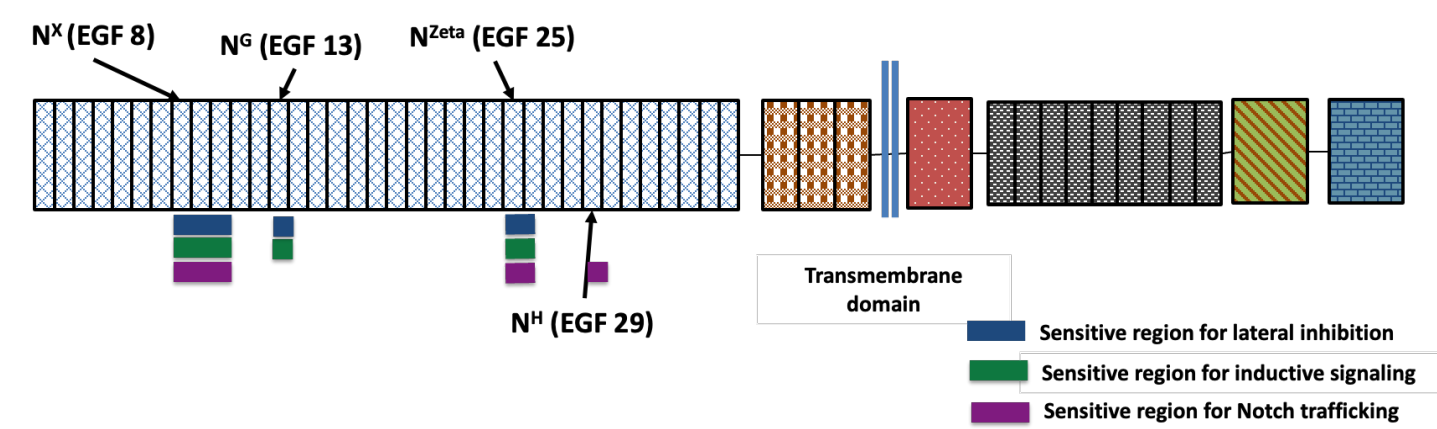 N^X (EGF 8)
N^G (EGF 13)
N^Zeta (EGF 25)
N^H (EGF 29)
Transmembrane
domain
Sensitive region for lateral inhibition
Sensitive region for inductive signaling
Sensitive region for Notch trafficking